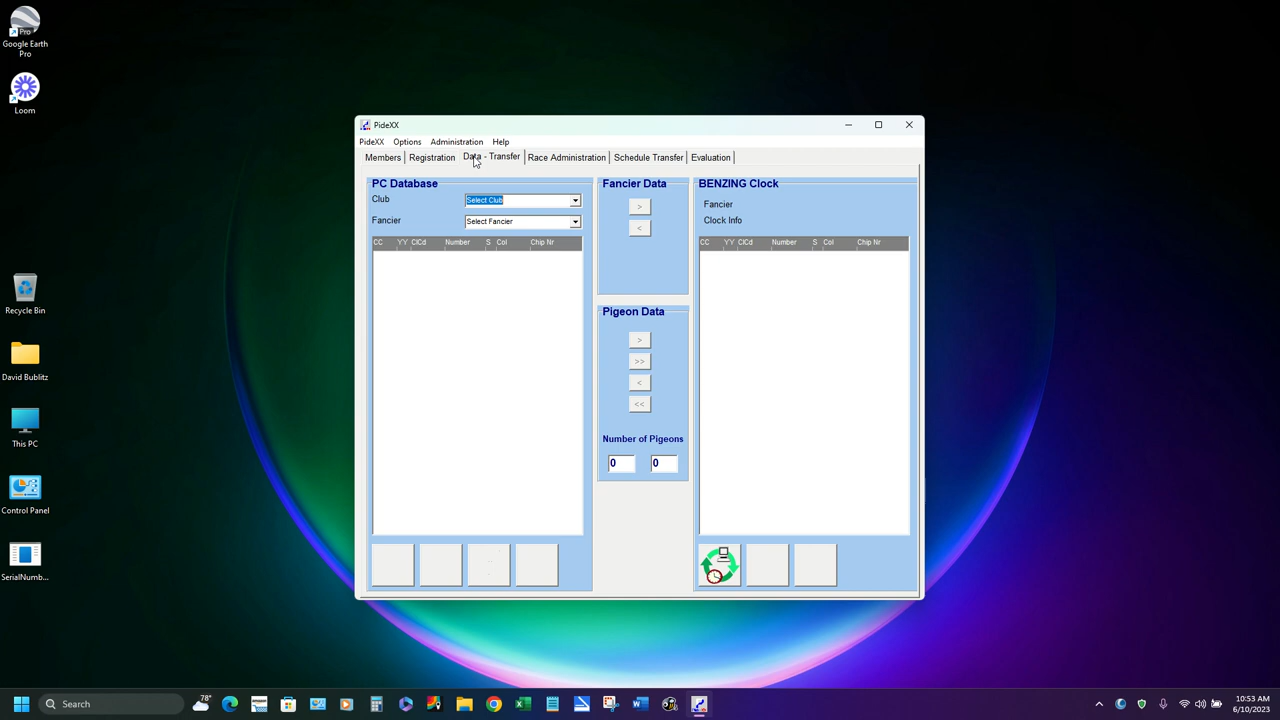 Google Earth
Pro
Loom
Recycle Bin
David Bublitz
This PC
Control Panel
SerialNumb...
PideXX
PideXX Options Administration Help
Members Registration Data - Transfer Race Administration Schedule Transfer Evaluation
PC Database
Club Select Club
Fancier Select Fancier
CC YY ClCd Number S Col Chip Nr
Fancier Data
>
<
Pigeon Data
>
>>
<
<<
Number of Pigeons
0 0
BENZING Clock
Fancier
Clock Info
CC YY ClCd Number S Col Chip Nr
Search
78°
10:53 AM
6/10/2023